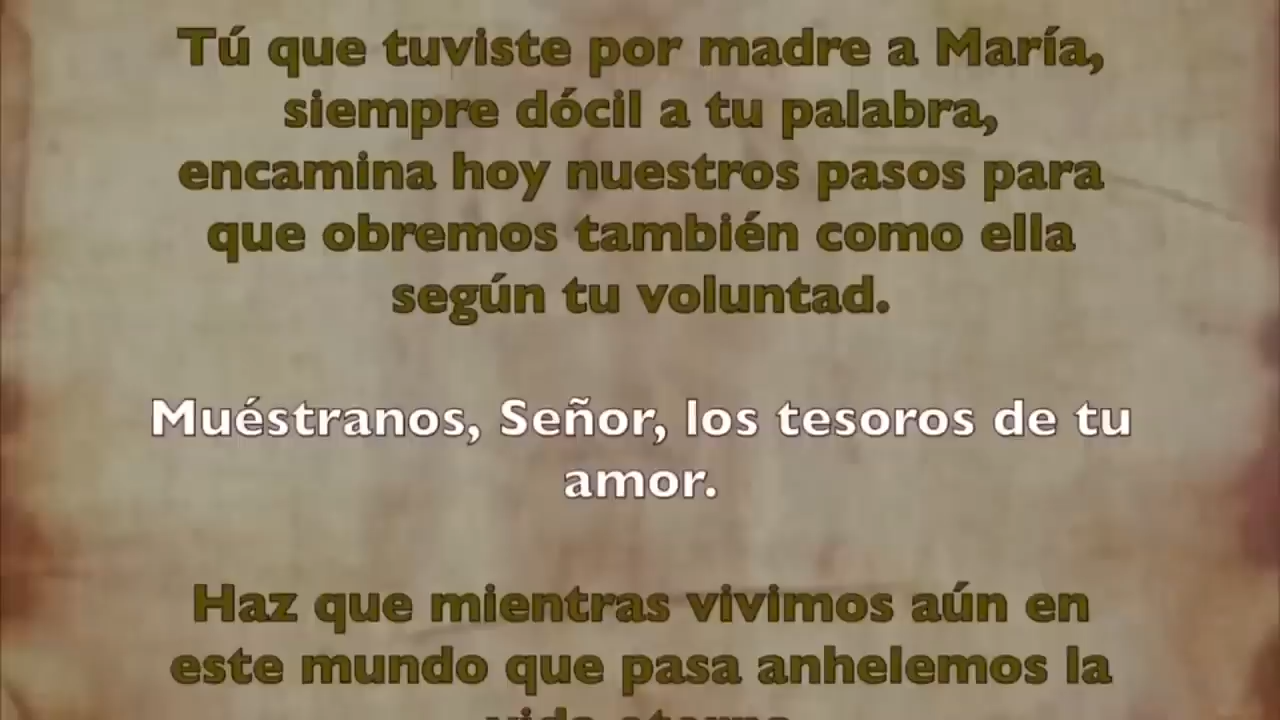 Tú que tuviste por madre a María,
siempre dócil a tu palabra,
encamina hoy nuestros pasos para
que obremos también como ella
según tu voluntad.
Muéstranos, Señor, los tesoros de tu
amor.
Haz que mientras vivimos aún en
este mundo que pasa anhelemos la